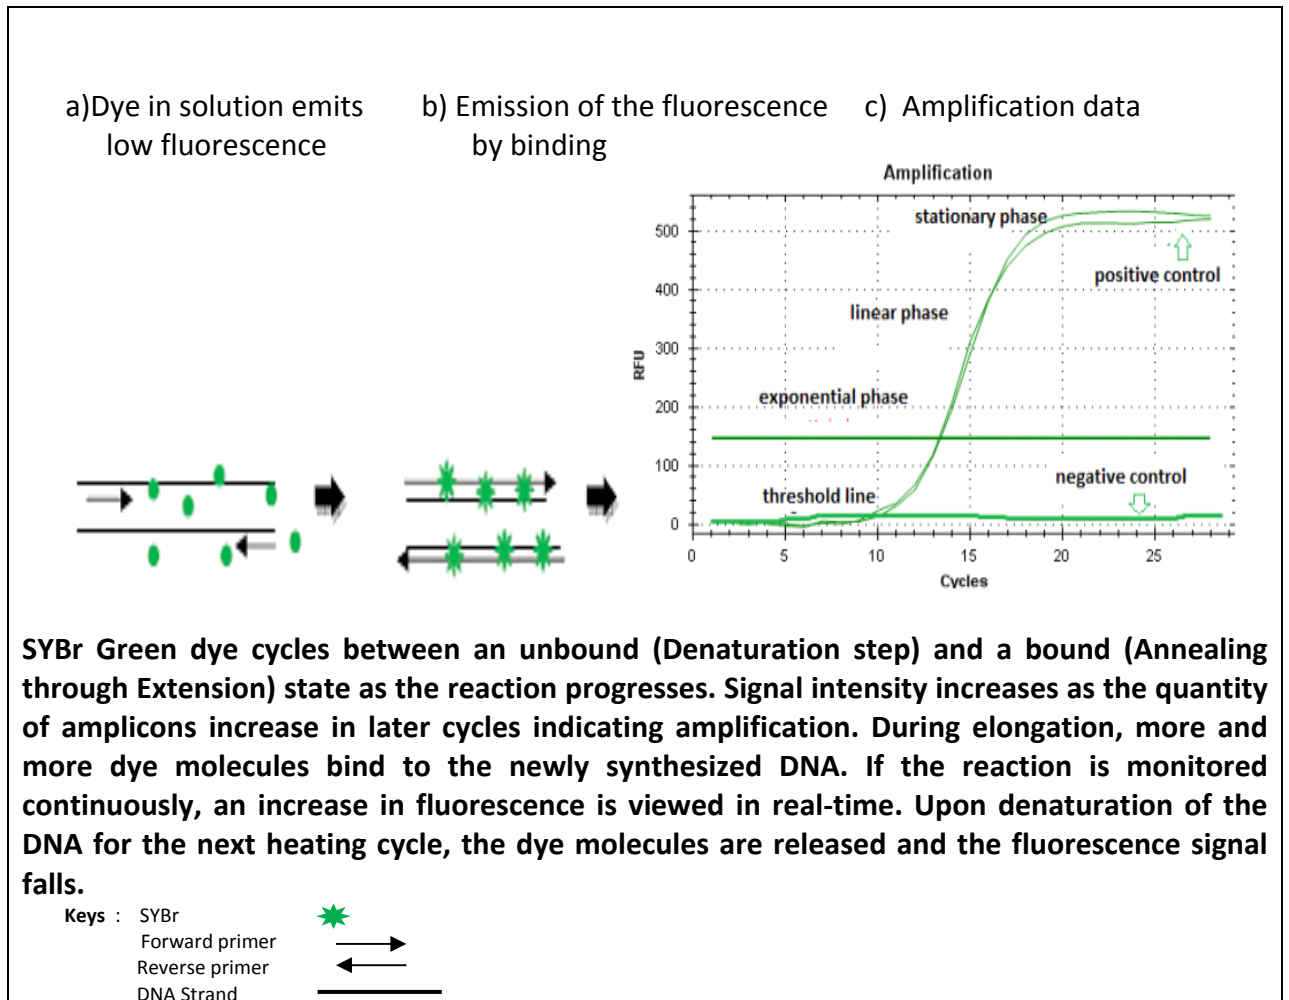 a)Dye in solution emits
low fluorescence
b) Emission of the fluorescence
by binding
c) Amplification data
Amplification
RFU
500
400
300
200
100
0
stationary phase
positive control
linear phase
exponential phase
negative control
threshold line
0 5 10 15 20 25
Cycles
SYBr Green dye cycles between an unbound (Denaturation step) and a bound (Annealing
through Extension) state as the reaction progresses. Signal intensity increases as the quantity
of amplicons increase in later cycles indicating amplification. During elongation, more and
more dye molecules bind to the newly synthesized DNA. If the reaction is monitored
continuously, an increase in fluorescence is viewed in real-time. Upon denaturation of the
DNA for the next heating cycle, the dye molecules are released and the fluorescence signal
falls.
Keys : SYBr
Forward primer
Reverse primer
DNA Strand